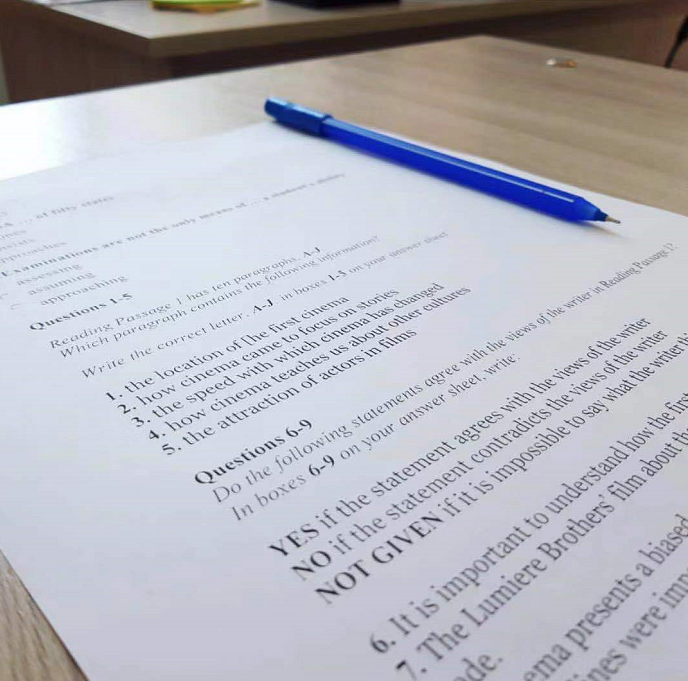 of fifty states
Examinations are not the only means of ... a student's ability
assessing
C assuming
approaching
Questions 1-5
Reading Passage 1 has ten paragraphs, A-J
Which paragraph contains the following information?
Write the correct letter, A-J, in boxes 1-5 on your answer sheet
1. the location of the first cinema
2. how cinema came to focus on stories
3. the speed with which cinema has changed
4. how cinema teaches us about other cultures
5. the attraction of actors in films
Questions 6-9
Do the following statements agree with the views of the writer in Reading Passage 1?
In boxes 6-9 on your answer sheet, write:
YES if the statement agrees with the views of the writer
NO if the statement contradicts the views of the writer
NOT GIVEN if it is impossible to say what the writer th
6. It is important to understand how the first
7. The Lumiere Brothers' film about th
ema presents a biased
ode.
ines were imp